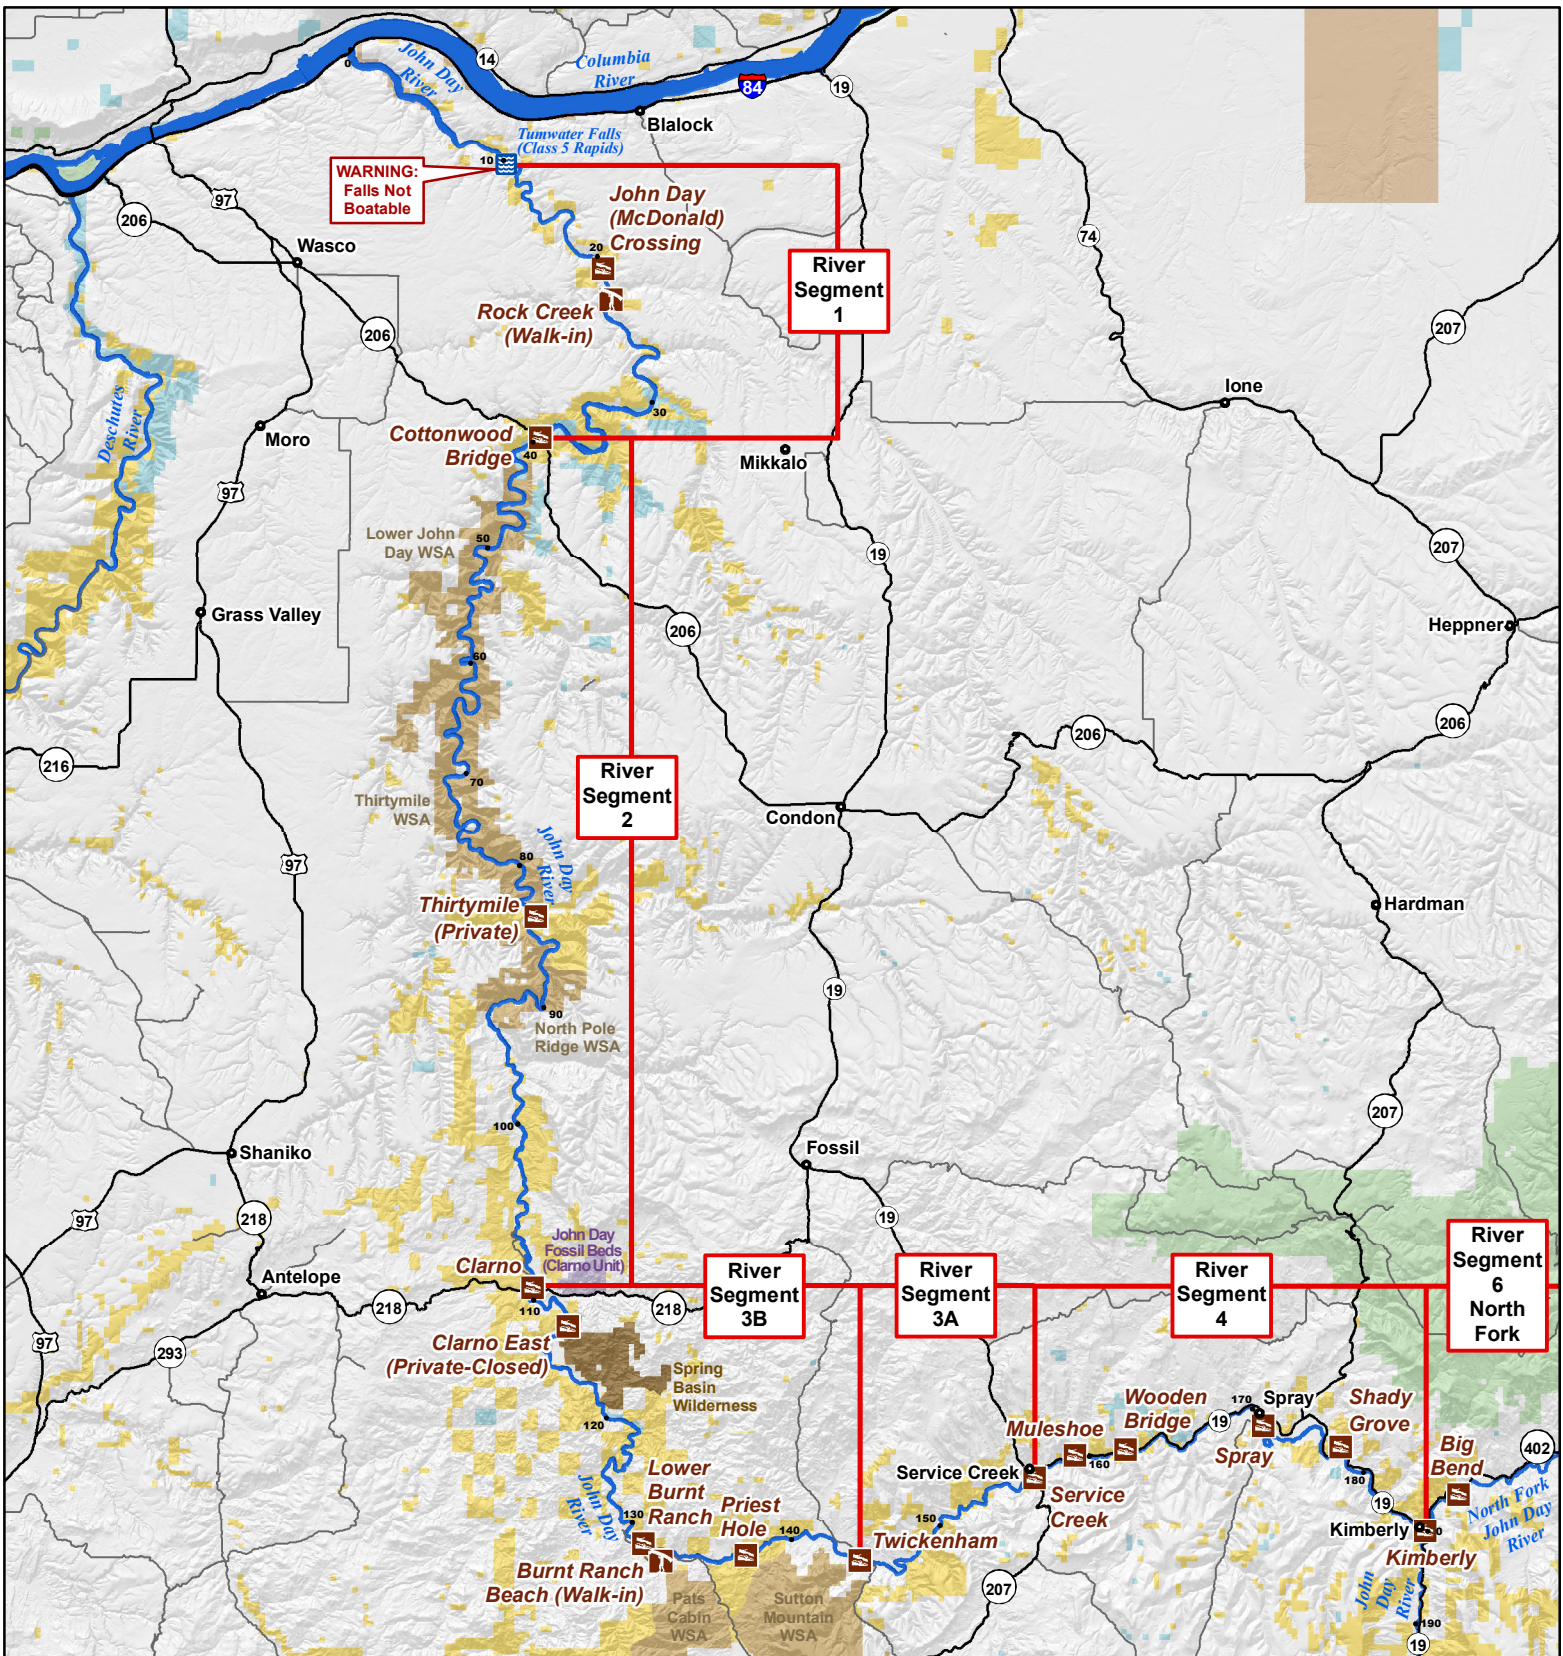 John Day
River
0
14
Columbia
River
84
19
Blalock
Tumwater Falls
(Class 5 Rapids)
10
WARNING:
Falls Not
Boatable
97
206
Wasco
John Day
(McDonald)
Crossing
20
74
River
Segment
1
Rock Creek
(Walk-in)
206
207
Ione
Deschutes
River
30
Moro
Cottonwood
Bridge
40
Mikkalo
97
Lower John
Day WSA
50
19
207
Grass Valley
206
Heppner
60
206
206
216
70
River
Segment
2
Thirtymile
WSA
Condon
97
80
John Day
River
Thirtymile
(Private)
Hardman
19
90
North Pole
Ridge WSA
100
207
Shaniko
Fossil
97
218
19
John Day
Fossil Beds
(Clarno Unit)
Clarno
Antelope
218
110
218
River
Segment
3B
River
Segment
3A
River
Segment
4
River
Segment
6
North
Fork
97
293
Clarno East
(Private-Closed)
Spring
Basin
Wilderness
120
Muleshoe
Wooden
Bridge
19
170
Spray
Shady
Grove
Spray
160
Big
Bend
402
Lower
Burnt
Ranch
Priest
Hole
Service Creek
Service
Creek
180
19
North Fork
John Day
River
John Day
River
130
140
150
Twickenham
Kimberly
0
Kimberly
Burnt Ranch
Beach (Walk-in)
Pats
Cabin
WSA
Sutton
Mountain
WSA
207
John
Day
River
190
19